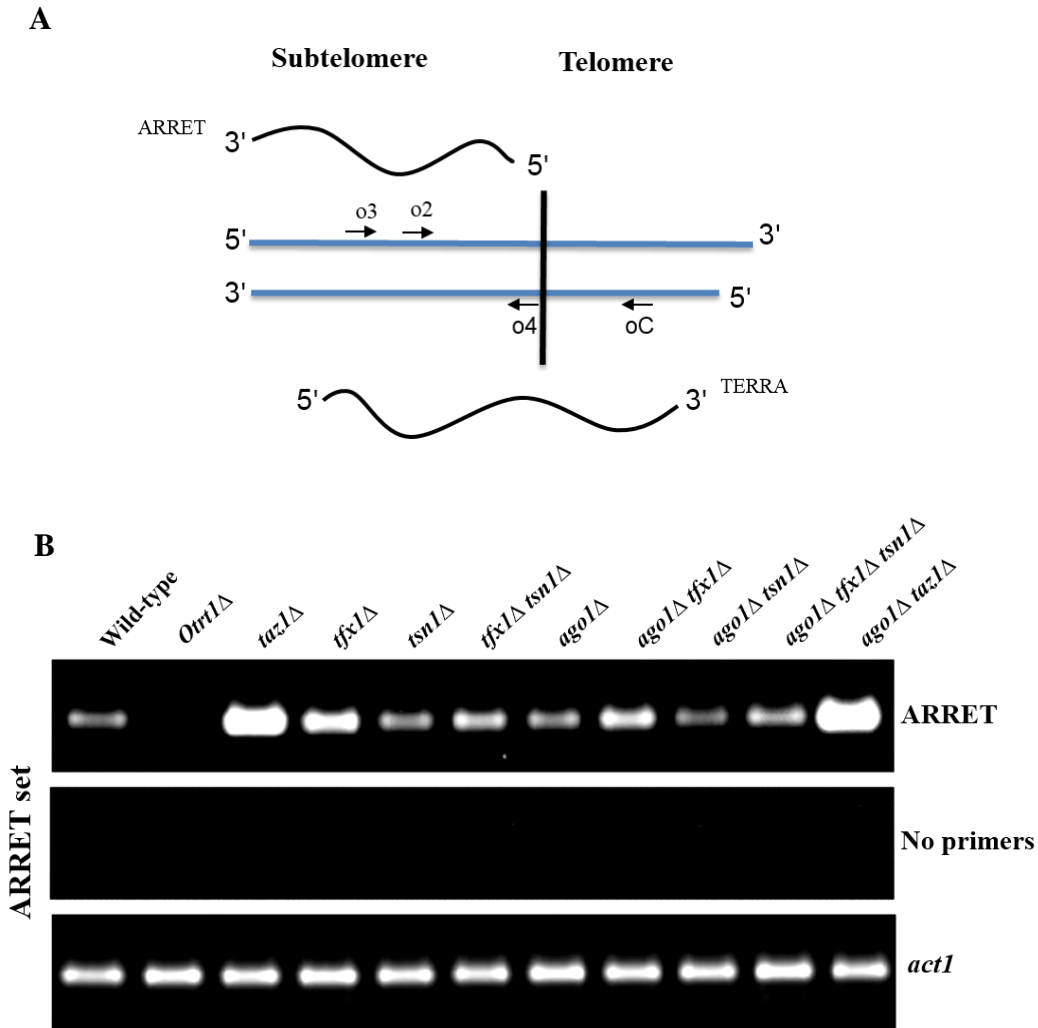 A
Subtelomere Telomere
ARRET 3' 5'
o3 o2
5' 3'
3' 5'
o4 oC
5' 3' TERRA
B
Wild-type Otrt1Δ taz1Δ tfx1Δ tsn1Δ tfx1Δ tsn1Δ ago1Δ ago1Δ tfx1Δ ago1Δ tsn1Δ ago1Δ tfx1Δ tsn1Δ ago1Δ taz1Δ
ARRET set
ARRET
No primers
act1